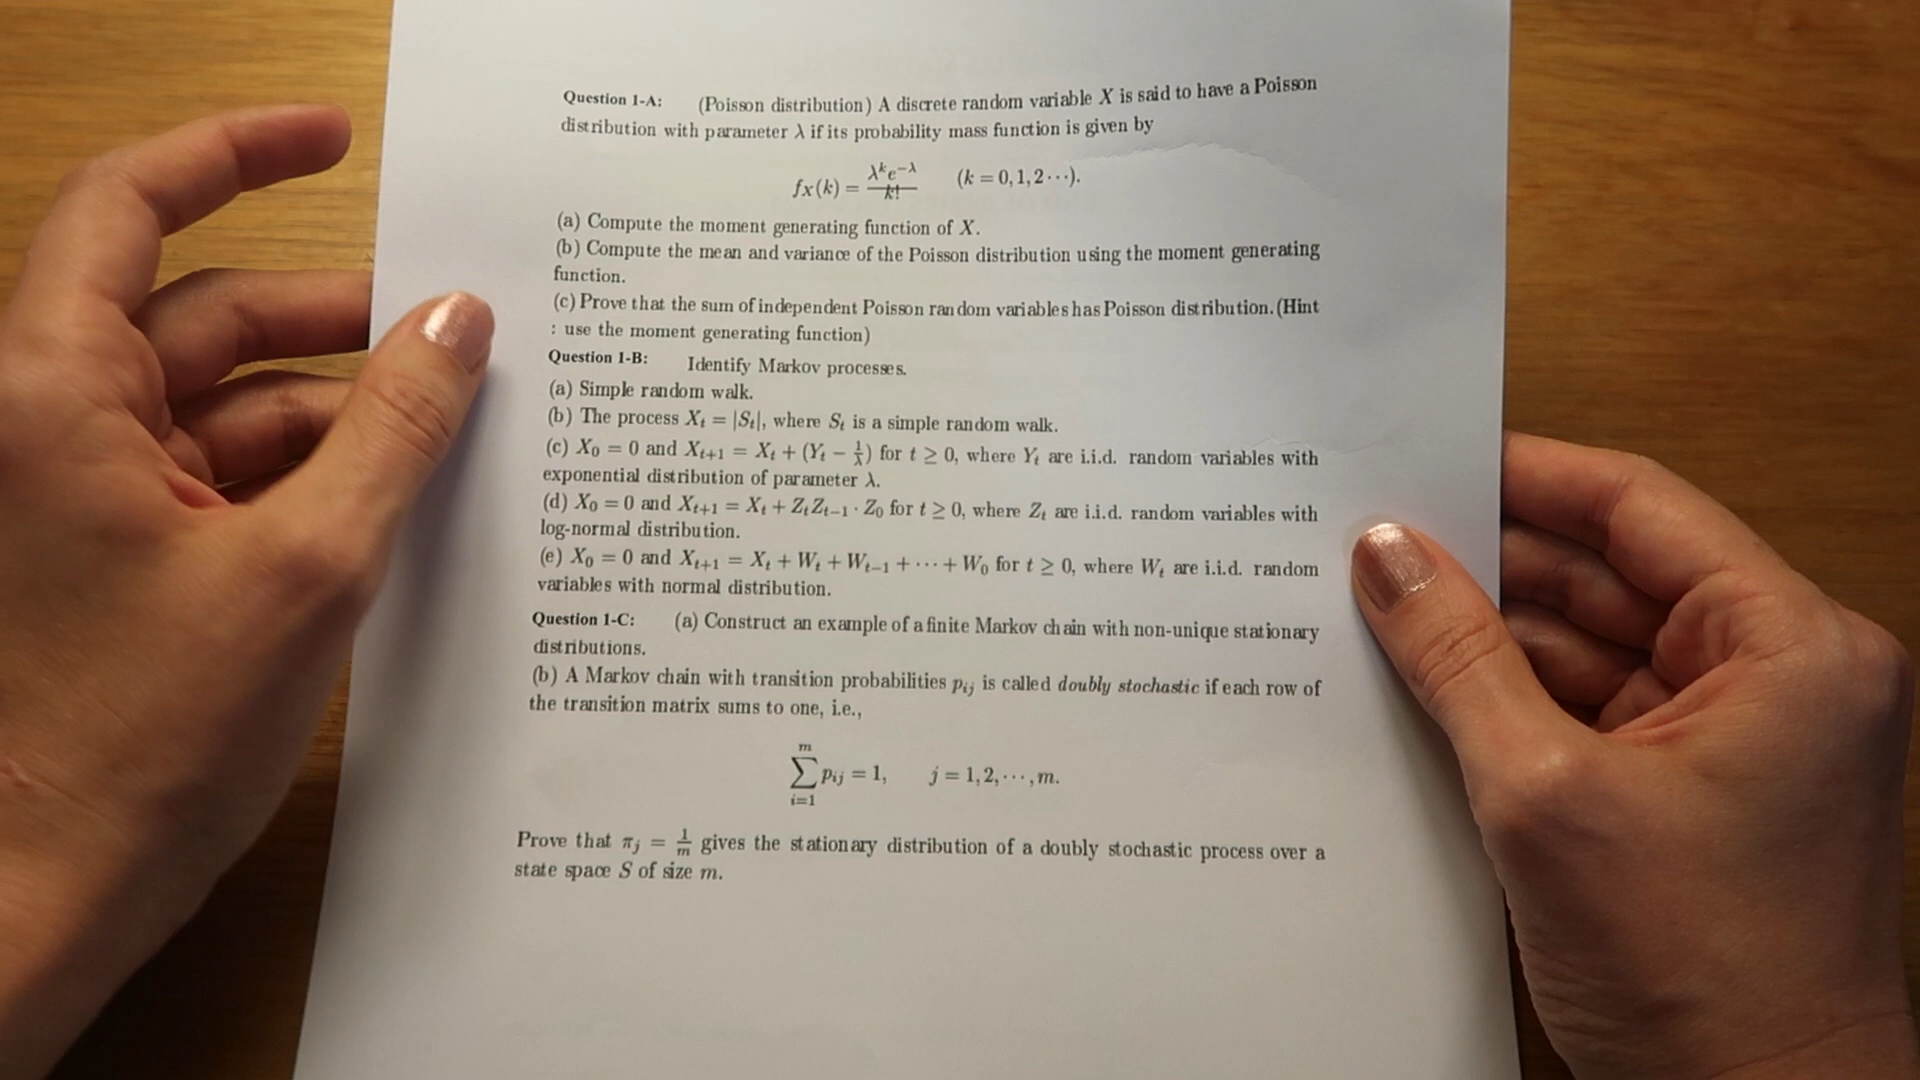 Question 1-A: (Poisson distribution) A discrete random variable X is said to have a Poisson
distribution with parameter λ if its probability mass function is given by
f_X(k) = λ^k e^{−λ} / k! (k = 0, 1, 2 ⋯).
(a) Compute the moment generating function of X.
(b) Compute the mean and variance of the Poisson distribution using the moment generating
function.
(c) Prove that the sum of independent Poisson random variables has Poisson distribution. (Hint
: use the moment generating function)
Question 1-B: Identify Markov processes.
(a) Simple random walk.
(b) The process X_t = |S_t|, where S_t is a simple random walk.
(c) X_0 = 0 and X_{t+1} = X_t + (Y_t − 1/λ) for t ≥ 0, where Y_t are i.i.d. random variables with
exponential distribution of parameter λ.
(d) X_0 = 0 and X_{t+1} = X_t + Z_t Z_{t−1} · Z_0 for t ≥ 0, where Z_t are i.i.d. random variables with
log-normal distribution.
(e) X_0 = 0 and X_{t+1} = X_t + W_t + W_{t−1} + ⋯ + W_0 for t ≥ 0, where W_t are i.i.d. random
variables with normal distribution.
Question 1-C: (a) Construct an example of a finite Markov chain with non-unique stationary
distributions.
(b) A Markov chain with transition probabilities p_{ij} is called doubly stochastic if each row of
the transition matrix sums to one, i.e.,
∑_{i=1}^{m} p_{ij} = 1, j = 1, 2, ⋯, m.
Prove that π_j = 1/m gives the stationary distribution of a doubly stochastic process over a
state space S of size m.